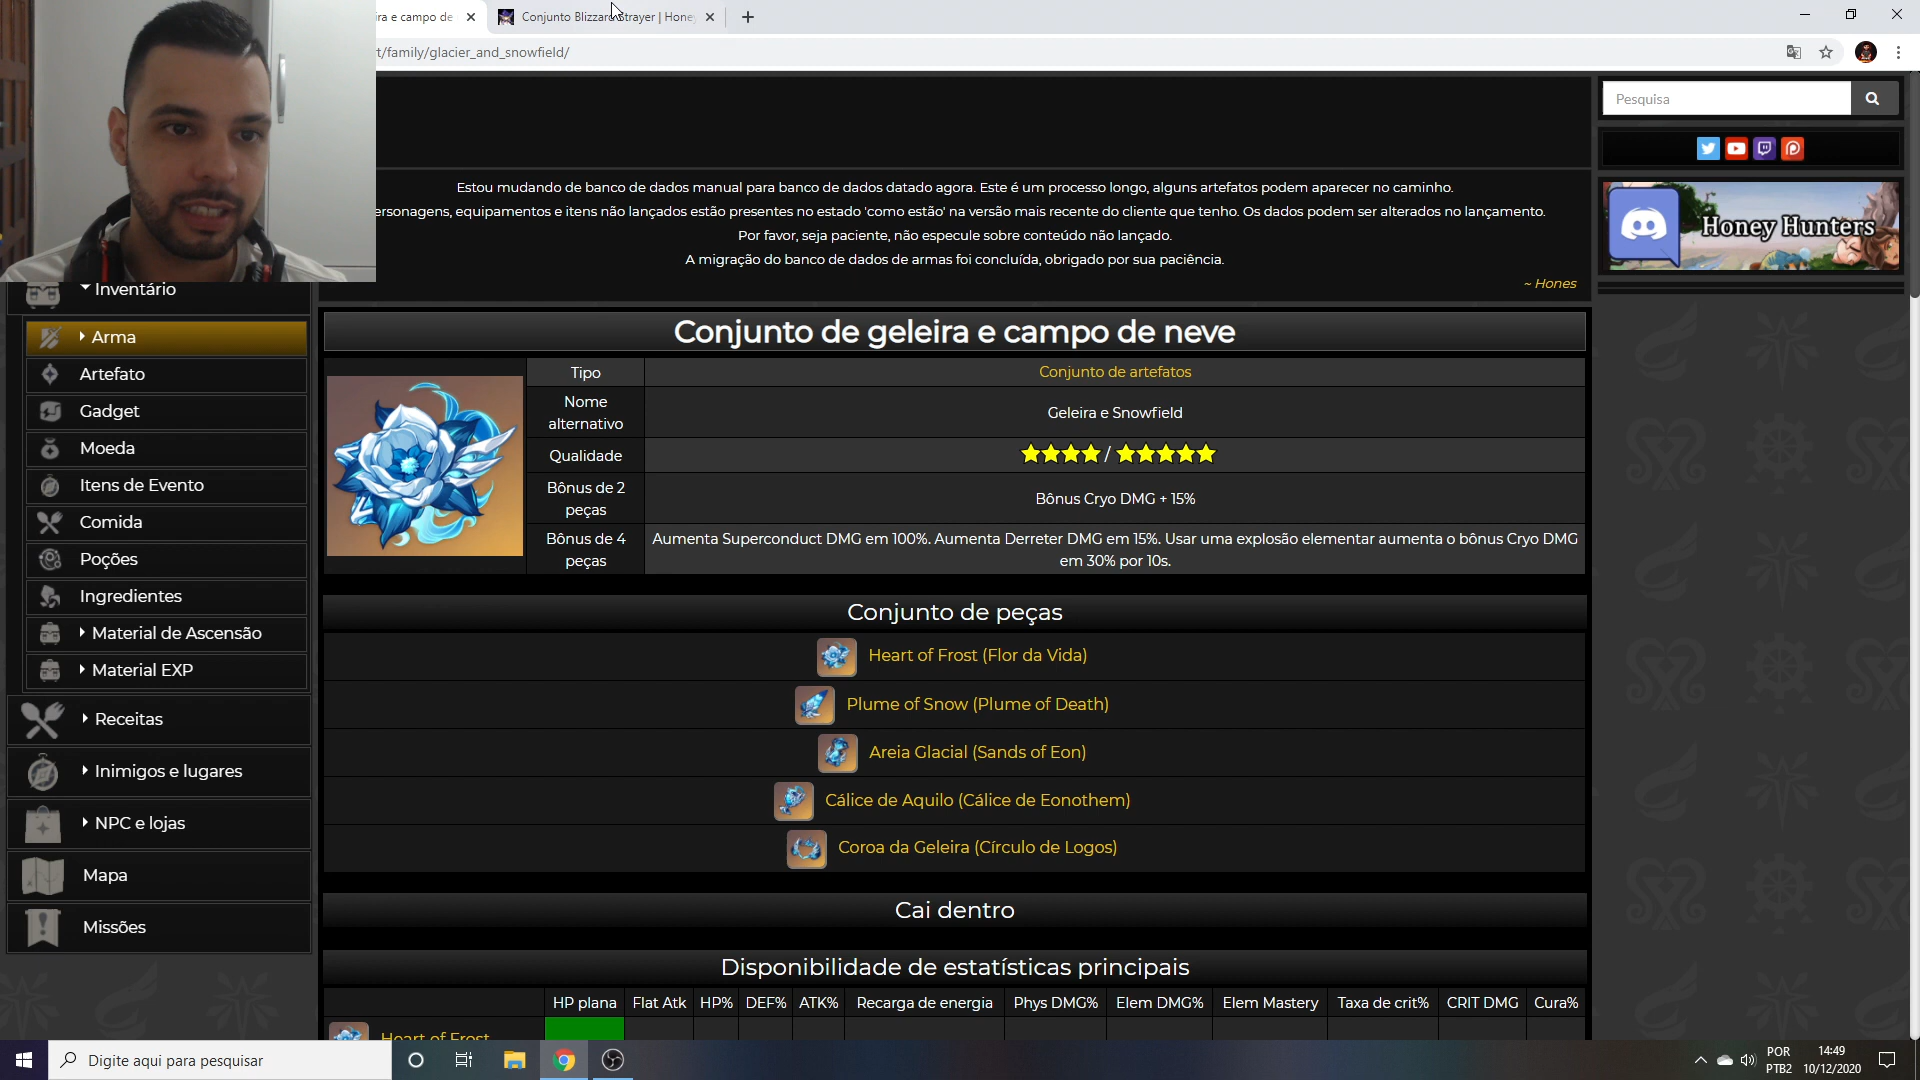 ira e campo de
Conjunto Blizzard Strayer | Honey
t/family/glacier_and_snowfield/
Pesquisa
Estou mudando de banco de dados manual para banco de dados datado agora. Este é um processo longo, alguns artefatos podem aparecer no caminho.
ersonagens, equipamentos e itens não lançados estão presentes no estado 'como estão' na versão mais recente do cliente que tenho. Os dados podem ser alterados no lançamento.
Por favor, seja paciente, não especule sobre conteúdo não lançado.
A migração do banco de dados de armas foi concluída, obrigado por sua paciência.
~ Hones
Honey Hunters
Inventário
Arma
Artefato
Gadget
Moeda
Itens de Evento
Comida
Poções
Ingredientes
Material de Ascensão
Material EXP
Receitas
Inimigos e lugares
NPC e lojas
Mapa
Missões
Conjunto de geleira e campo de neve
Tipo
Conjunto de artefatos
Nome alternativo
Geleira e Snowfield
Qualidade
/
Bônus de 2 peças
Bônus Cryo DMG + 15%
Bônus de 4 peças
Aumenta Superconduct DMG em 100%. Aumenta Derreter DMG em 15%. Usar uma explosão elementar aumenta o bônus Cryo DMG
em 30% por 10s.
Conjunto de peças
Heart of Frost (Flor da Vida)
Plume of Snow (Plume of Death)
Areia Glacial (Sands of Eon)
Cálice de Aquilo (Cálice de Eonothem)
Coroa da Geleira (Círculo de Logos)
Cai dentro
Disponibilidade de estatísticas principais
HP plana Flat Atk HP% DEF% ATK% Recarga de energia Phys DMG% Elem DMG% Elem Mastery Taxa de crit% CRIT DMG Cura%
Heart of Frost
Digite aqui para pesquisar
POR
PTB2
14:49
10/12/2020